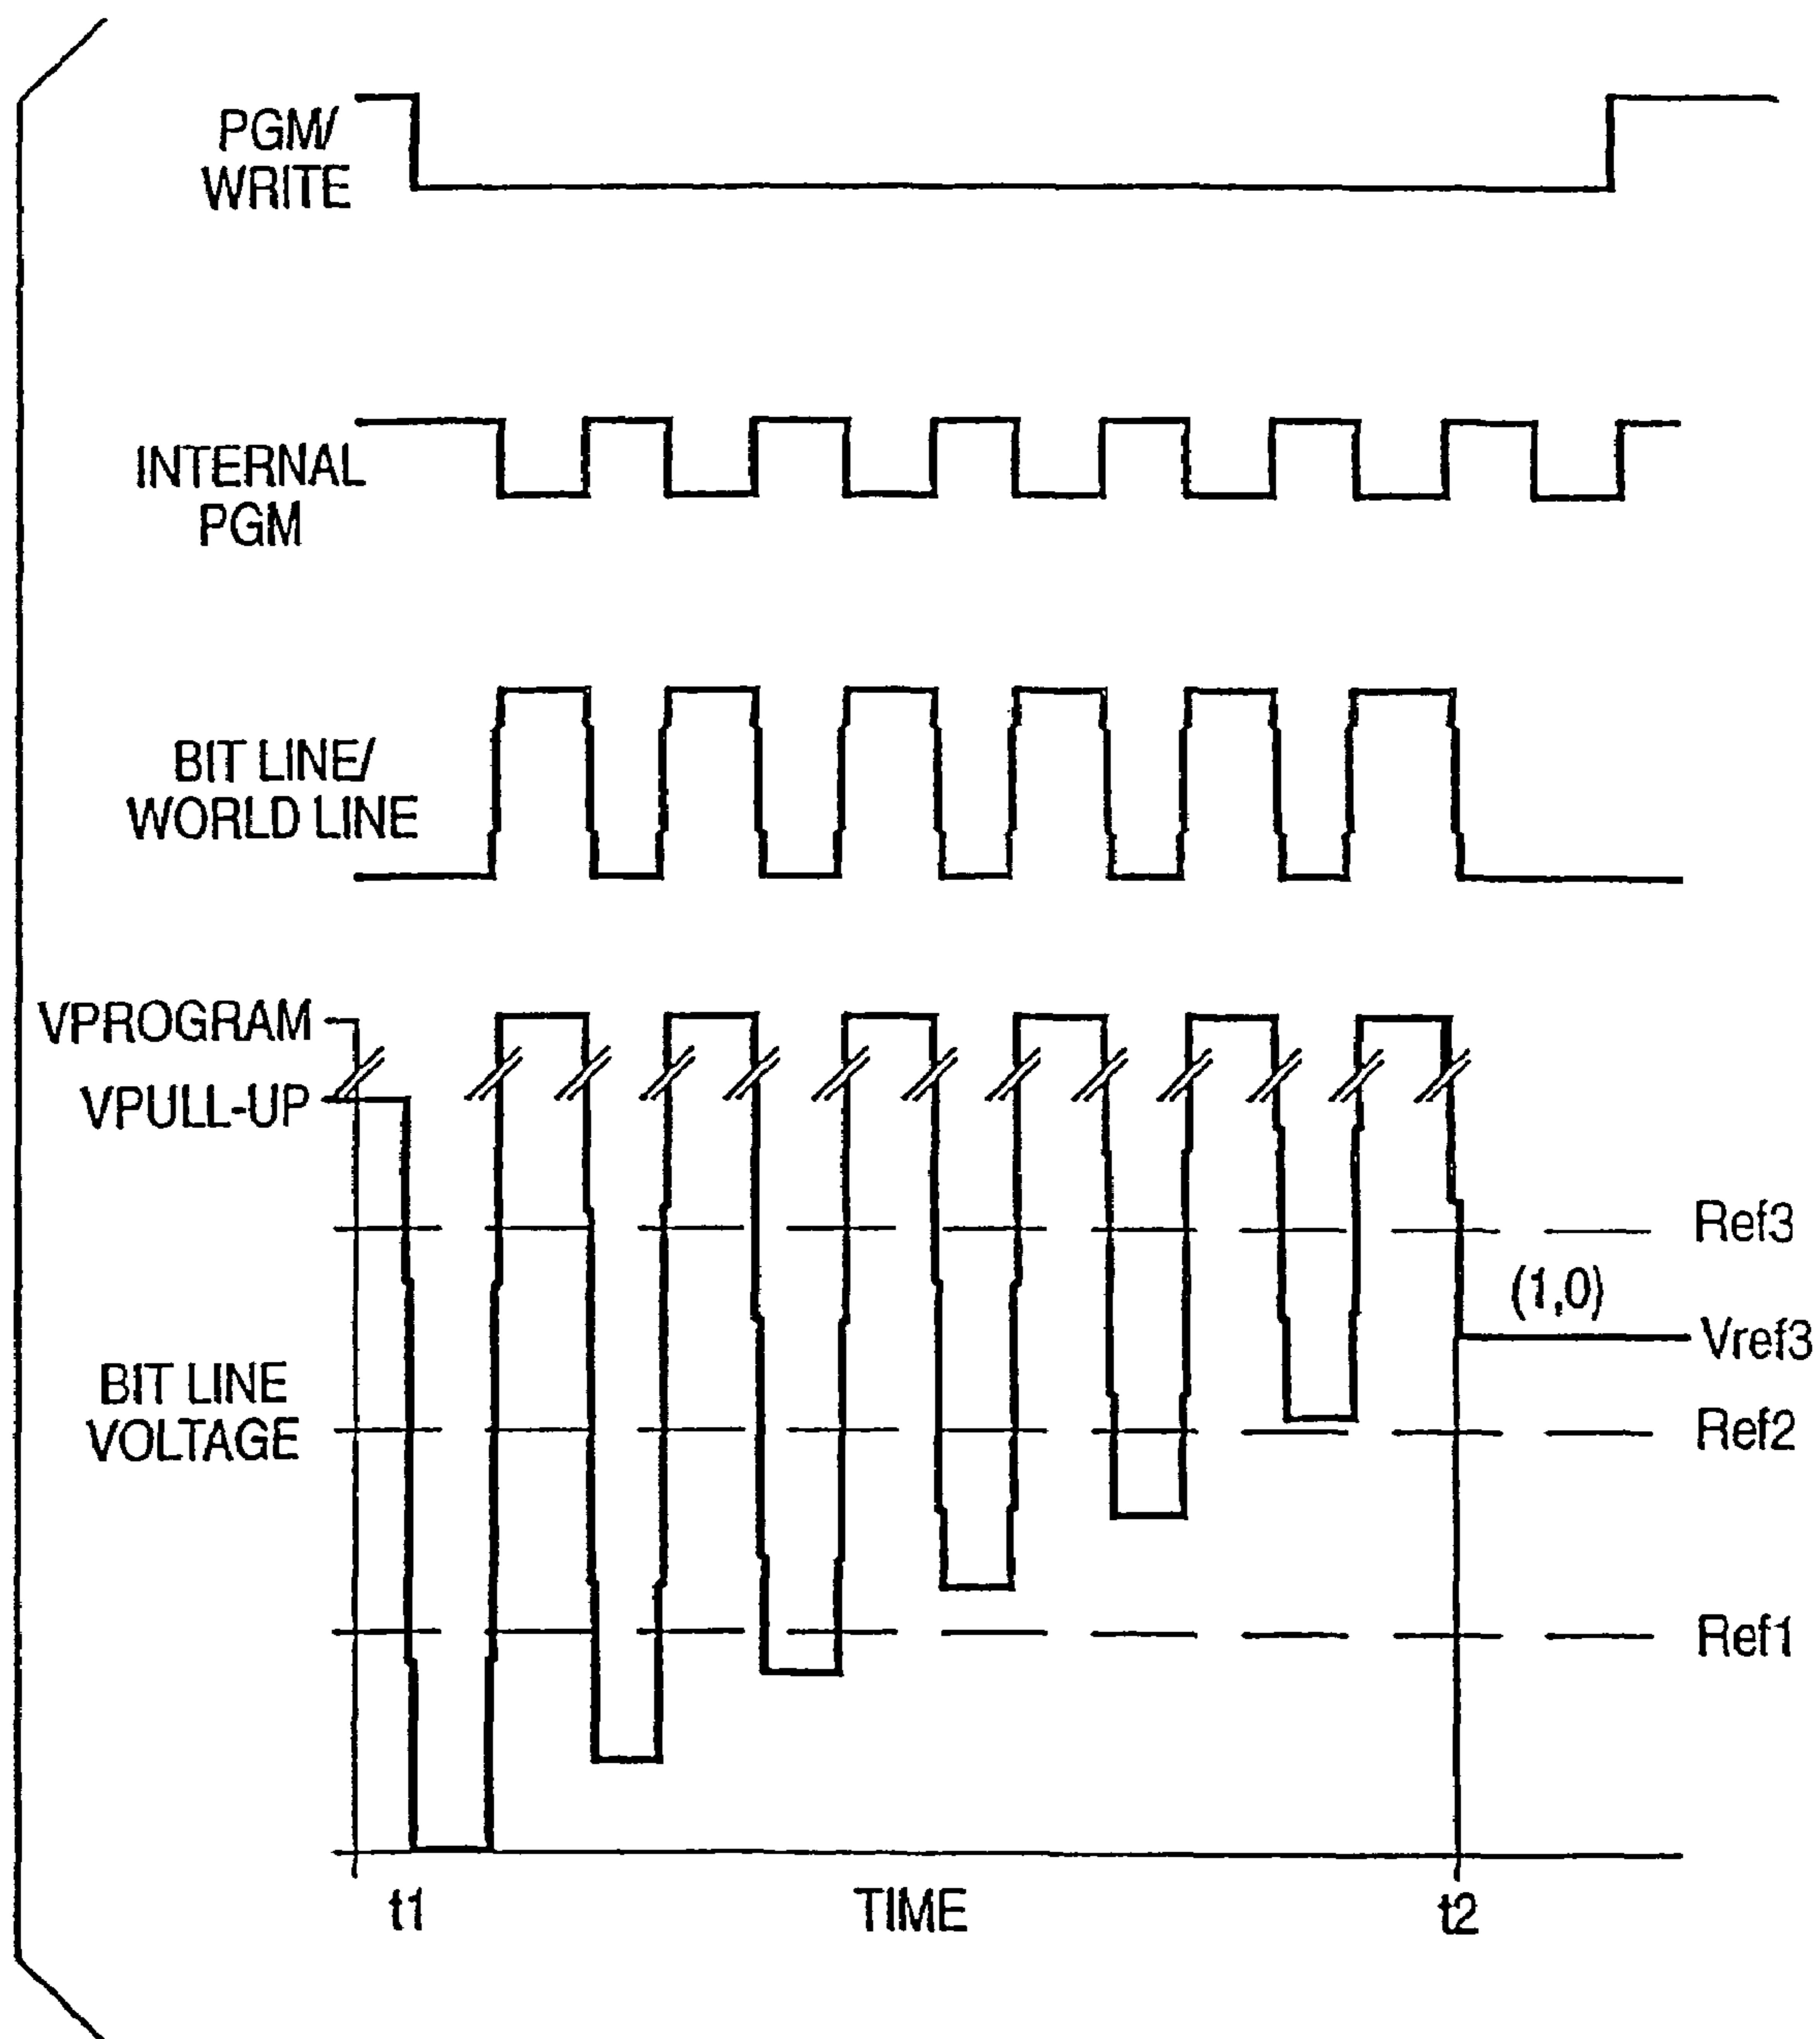 PGM/
WRITE
INTERNAL
PGM
BIT LINE/
WORLD LINE
VPROGRAM
VPULL-UP
Ref3
(1,0)
Vref3
BIT LINE
VOLTAGE
Ref2
Ref1
t1
TIME
t2